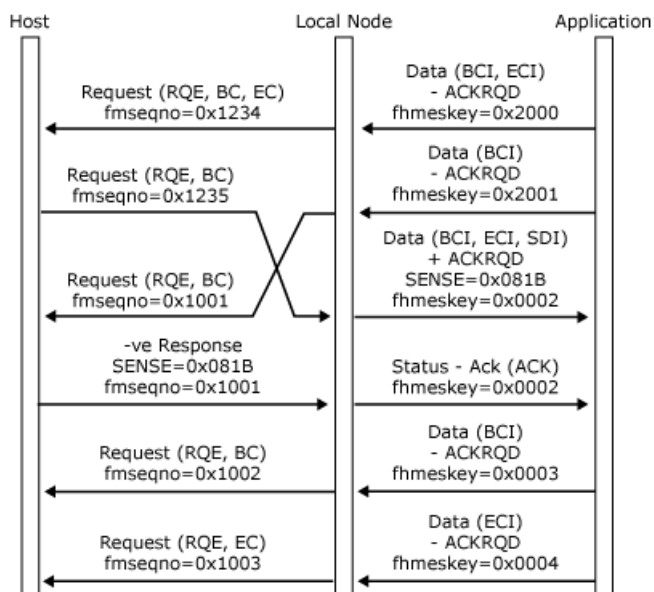 Host
Local Node
Application
Request (RQE, BC, EC)
fmseqno=0x1234
Data (BCI, ECI)
- ACKRQD
fhmeskey=0x2000
Request (RQE, BC)
fmseqno=0x1235
Data (BCI)
- ACKRQD
fhmeskey=0x2001
Request (RQE, BC)
fmseqno=0x1001
Data (BCI, ECI, SDI)
+ ACKRQD
SENSE=0x081B
fhmeskey=0x0002
-ve Response
SENSE=0x081B
fmseqno=0x1001
Status - Ack (ACK)
fhmeskey=0x0002
Request (RQE, BC)
fmseqno=0x1002
Data (BCI)
- ACKRQD
fhmeskey=0x0003
Request (RQE, EC)
fmseqno=0x1003
Data (ECI)
- ACKRQD
fhmeskey=0x0004